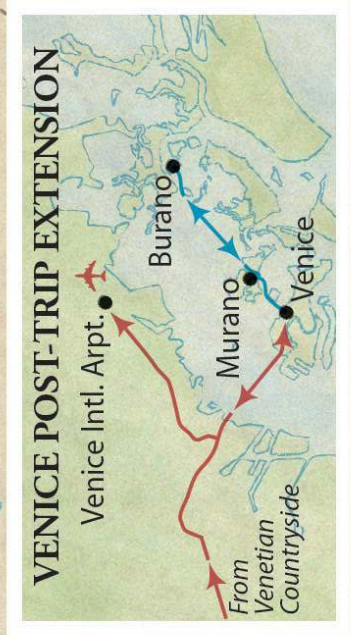 VENICE POST-TRIP EXTENSION
Venice Intl. Arpt.
Burano
Murano
Venice
From
Venetian
Countryside